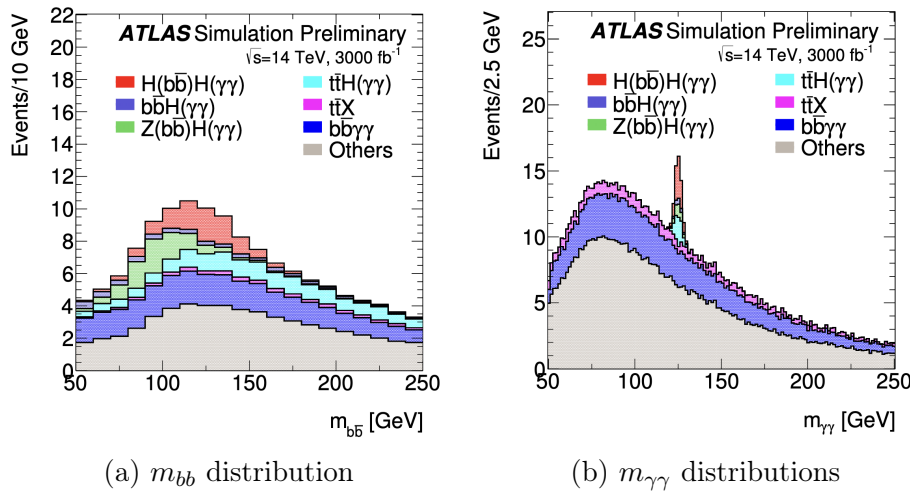 ATLAS Simulation Preliminary
√s=14 TeV, 3000 fb⁻¹
H(bb̅)H(γγ)
bb̅H(γγ)
Z(bb̅)H(γγ)
tt̅H(γγ)
tt̅X
bb̅γγ
Others
Events/10 GeV
22
20
18
16
14
12
10
8
6
4
2
0
50 100 150 200 250
m_bb̅ [GeV]
(a) m_bb distribution
ATLAS Simulation Preliminary
√s=14 TeV, 3000 fb⁻¹
H(bb̅)H(γγ)
bb̅H(γγ)
Z(bb̅)H(γγ)
tt̅H(γγ)
tt̅X
bb̅γγ
Others
Events/2.5 GeV
25
20
15
10
5
0
50 100 150 200 250
m_γγ [GeV]
(b) m_γγ distributions